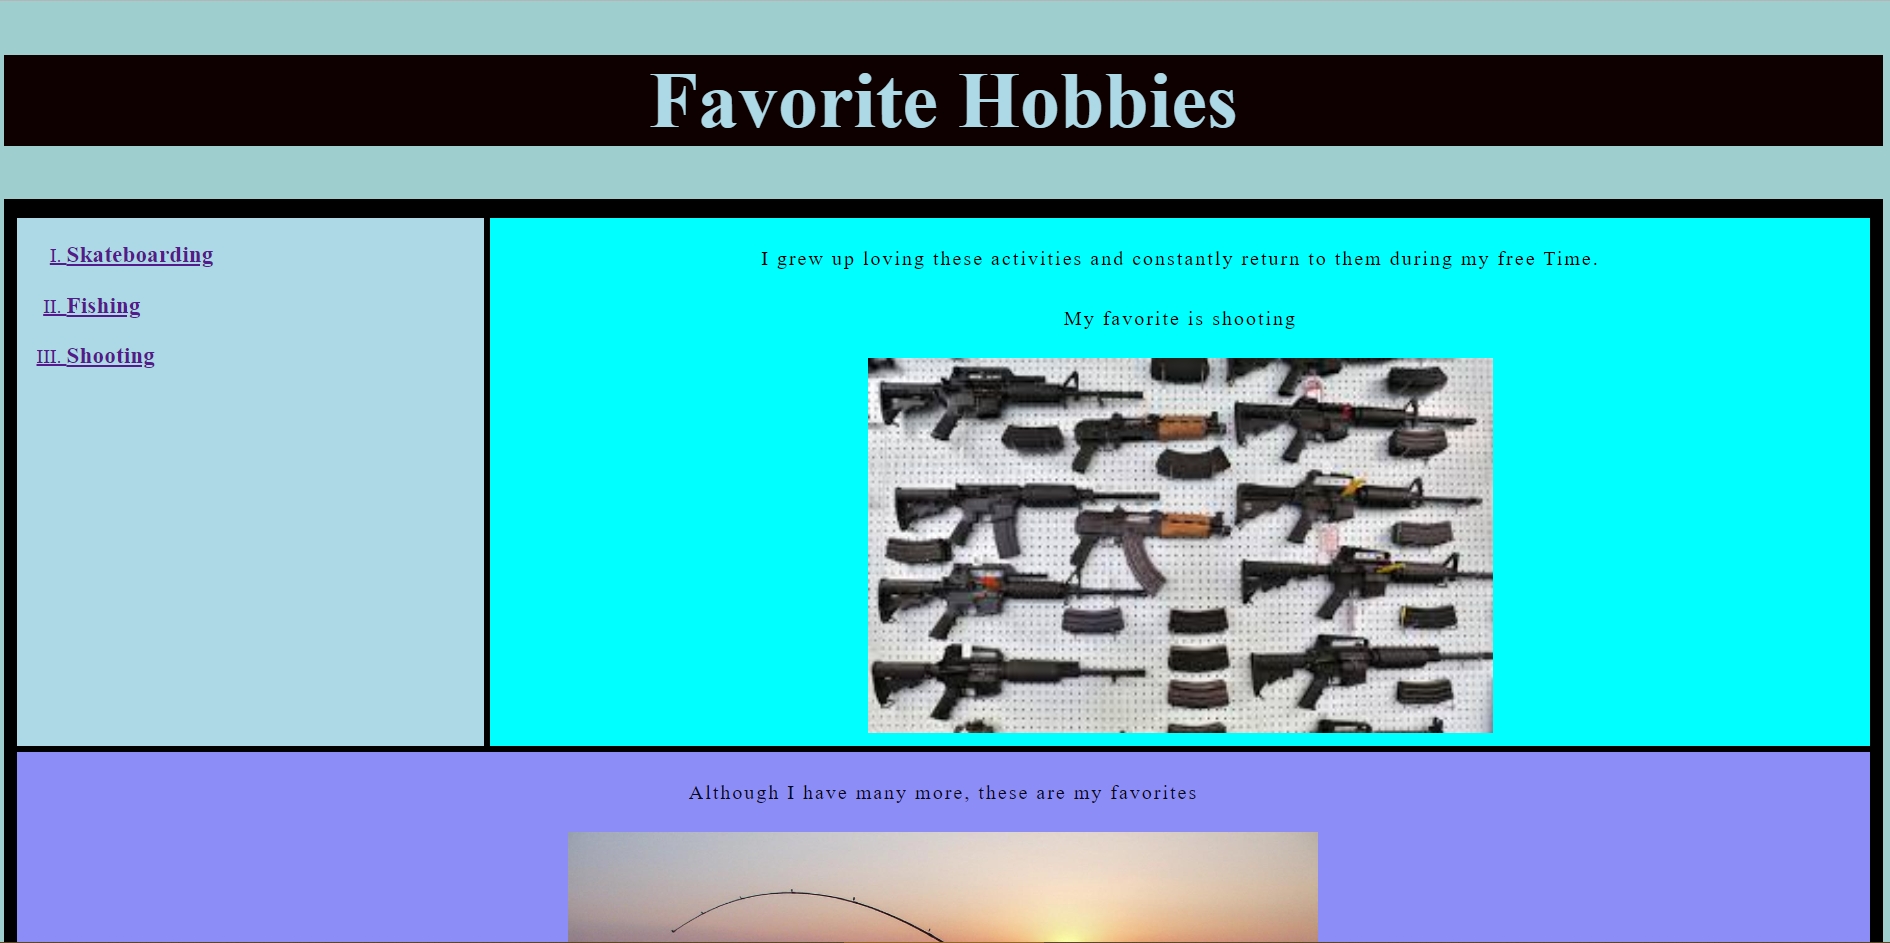 Favorite Hobbies
I. Skateboarding
II. Fishing
III. Shooting
I grew up loving these activities and constantly return to them during my free Time.
My favorite is shooting
Although I have many more, these are my favorites